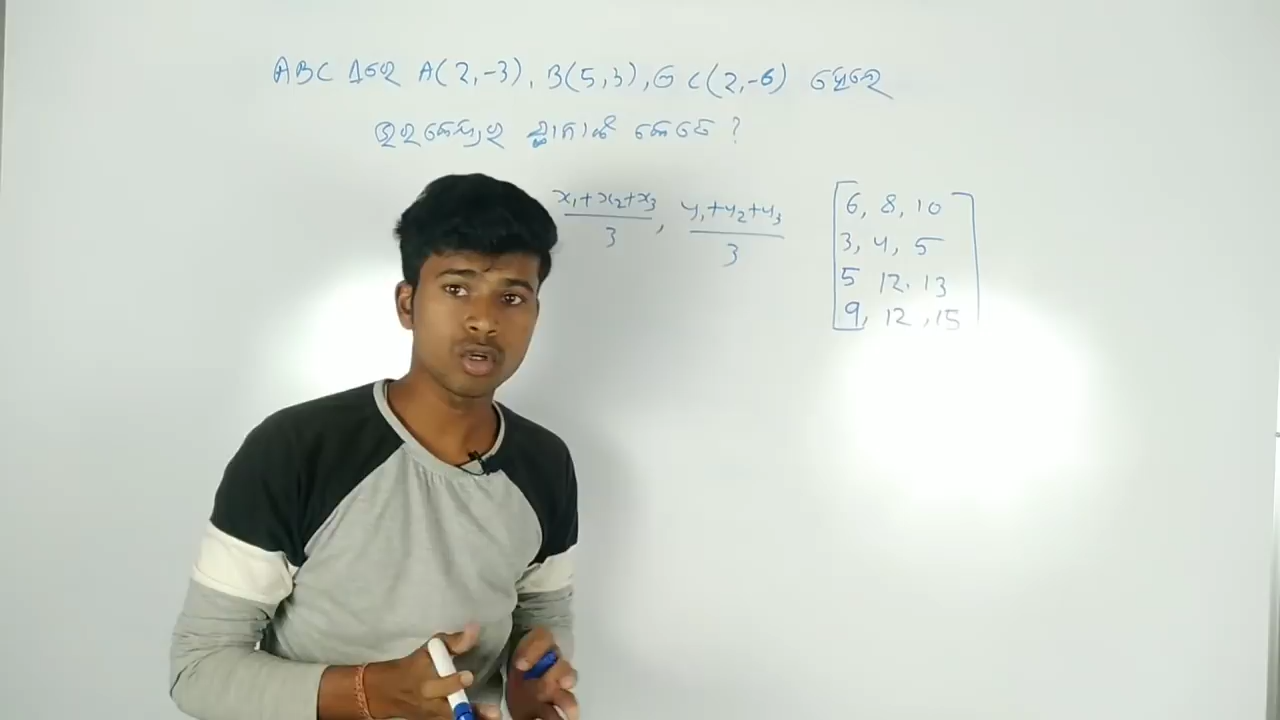 ABC Δରେ A(2,-3), B(5,3), ଓ C(2,-6) ହେଲେ
ଭରକେନ୍ଦ୍ରର ସ୍ଥାନାଙ୍କ କେତେ ?
x₁+x₂+x₃/3, y₁+y₂+y₃/3
6, 8, 10
3, 4, 5
5 12. 13
9, 12, 15